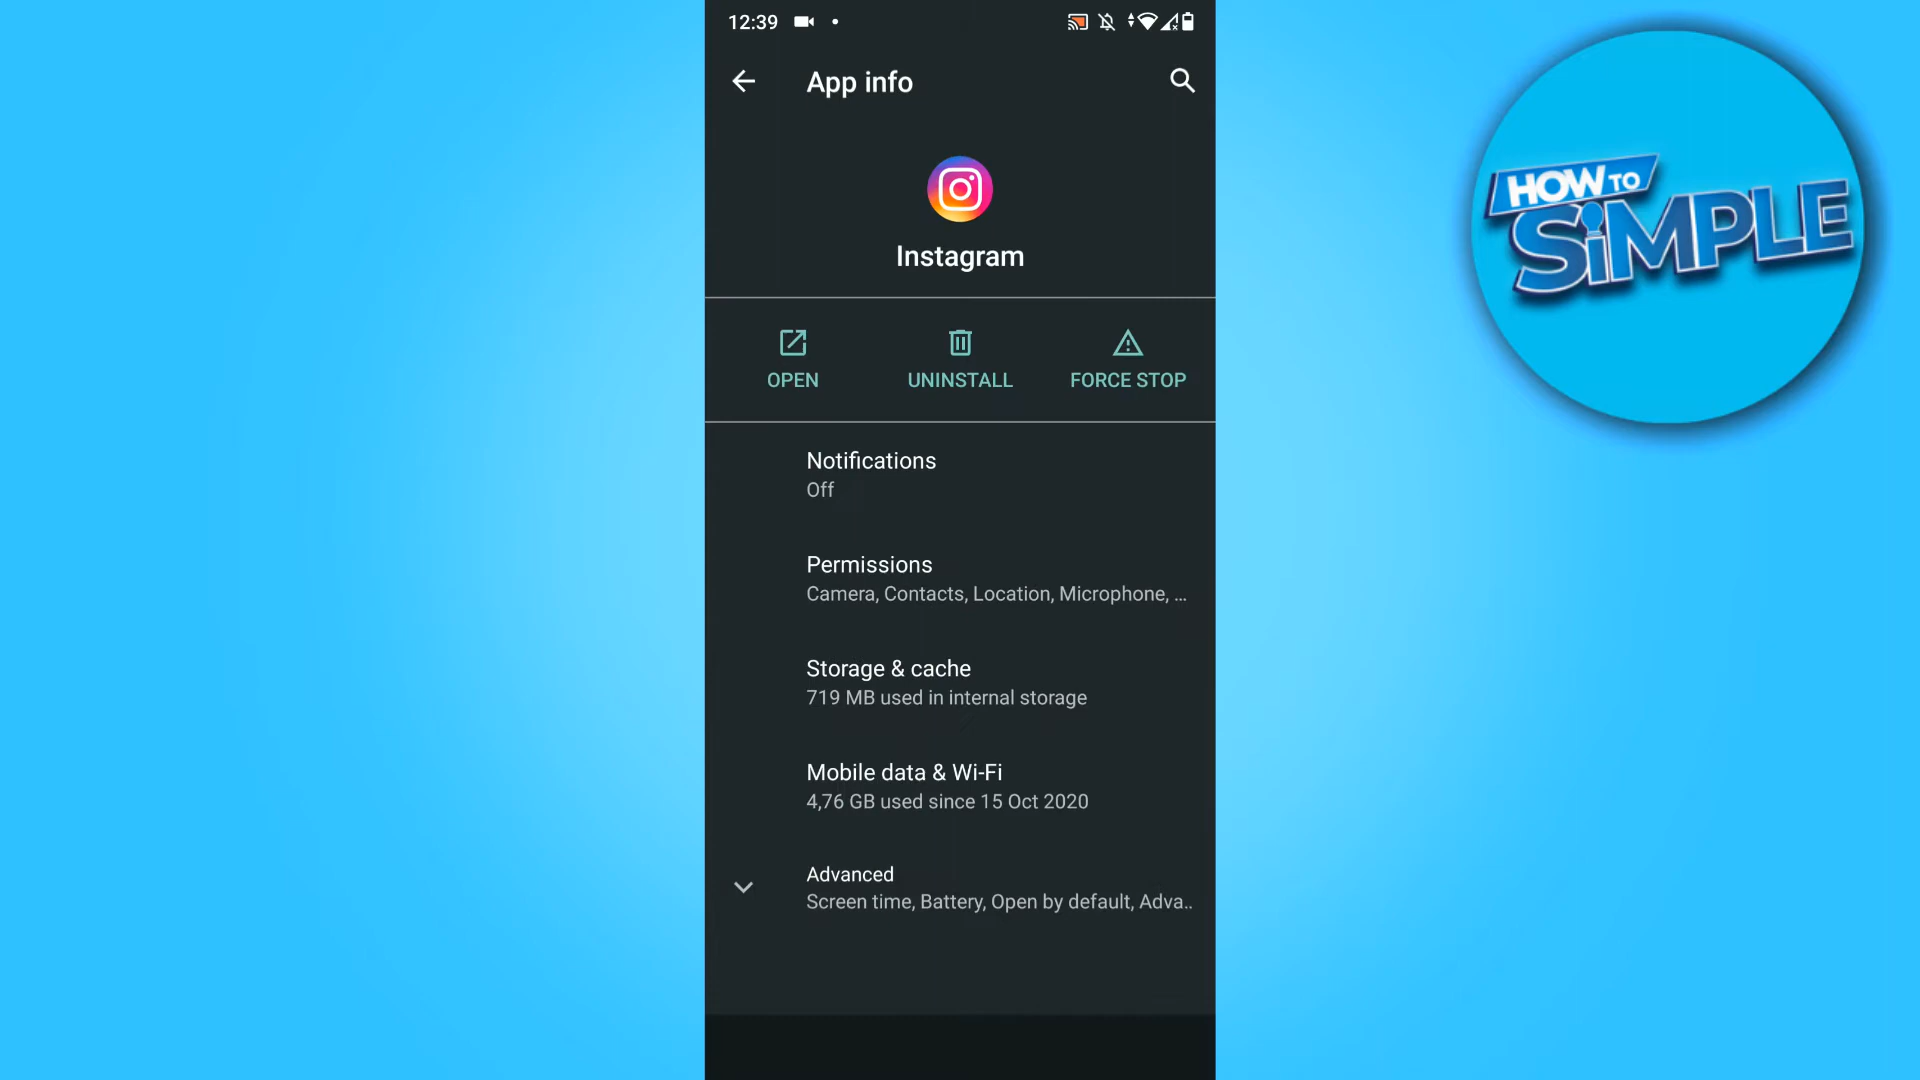 12:39
App info
Instagram
OPEN
UNINSTALL
FORCE STOP
Notifications
Off
Permissions
Camera, Contacts, Location, Microphone, ...
Storage & cache
719 MB used in internal storage
Mobile data & Wi-Fi
4,76 GB used since 15 Oct 2020
Advanced
Screen time, Battery, Open by default, Adva..
HOW TO
SiMPLE